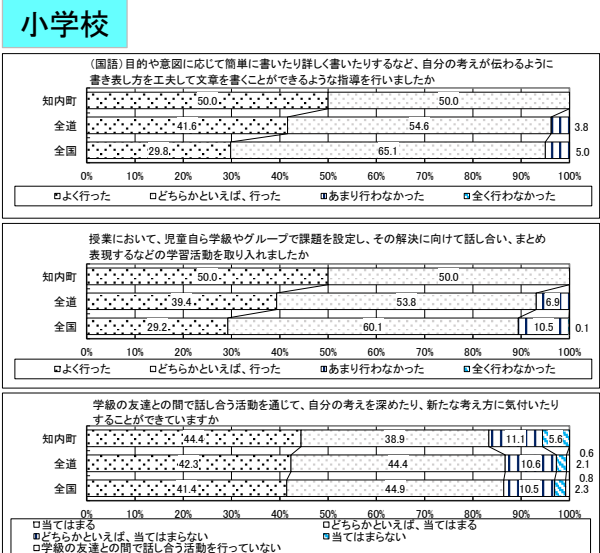 小学校
（国語）目的や意図に応じて簡単に書いたり詳しく書いたりするなど、自分の考えが伝わるように
書き表し方を工夫して文章を書くことができるような指導を行いましたか
知内町 50.0 50.0
全道 41.6 54.6 3.8
全国 29.8 65.1 5.0
0% 10% 20% 30% 40% 50% 60% 70% 80% 90% 100%
よく行った どちらかといえば、行った あまり行わなかった 全く行わなかった
授業において、児童自ら学級やグループで課題を設定し、その解決に向けて話し合い、まとめ
表現するなどの学習活動を取り入れましたか
知内町 50.0 50.0
全道 39.4 53.8 6.9
全国 29.2 60.1 10.5 0.1
0% 10% 20% 30% 40% 50% 60% 70% 80% 90% 100%
よく行った どちらかといえば、行った あまり行わなかった 全く行わなかった
学級の友達との間で話し合う活動を通じて、自分の考えを深めたり、新たな考え方に気付いたり
することができていますか
知内町 44.4 38.9 11.1 5.6
0.6
全道 42.3 44.4 10.6 2.1
0.8
全国 41.4 44.9 10.5 2.3
0% 10% 20% 30% 40% 50% 60% 70% 80% 90% 100%
当てはまる どちらかといえば、当てはまる
どちらかといえば、当てはまらない 当てはまらない
学級の友達との間で話し合う活動を行っていない